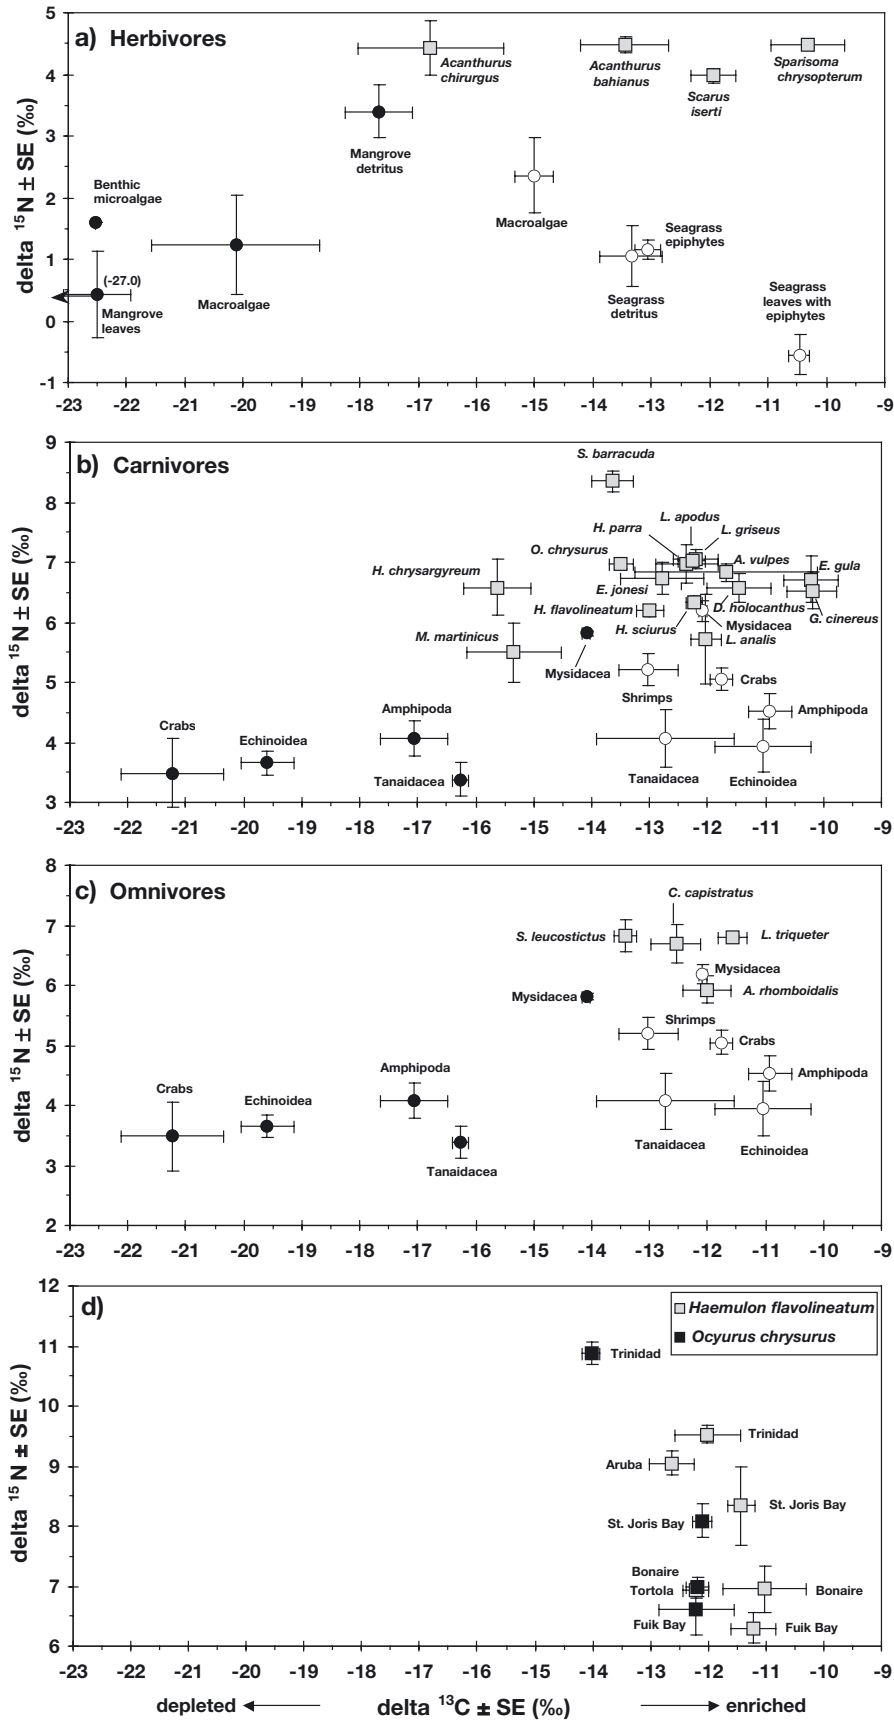 a) Herbivores
delta ¹⁵N ± SE (‰)
5
4
3
2
1
0
-1
Acanthurus
chirurgus
Acanthurus
bahianus
Scarus
iserti
Sparisoma
chrysopterum
Mangrove
detritus
Benthic
microalgae
Macroalgae
Seagrass
epiphytes
(-27.0)
Mangrove
leaves
Macroalgae
Seagrass
detritus
Seagrass
leaves with
epiphytes
-23 -22 -21 -20 -19 -18 -17 -16 -15 -14 -13 -12 -11 -10 -9
b) Carnivores
delta ¹⁵N ± SE (‰)
9
8
7
6
5
4
3
S. barracuda
L. apodus
H. parra
L. griseus
O. chrysurus
A. vulpes
E. gula
H. chrysargyreum
E. jonesi
H. flavolineatum
D. holocanthus
G. cinereus
H. sciurus
Mysidacea
M. martinicus
L. analis
Mysidacea
Shrimps
Crabs
Amphipoda
Amphipoda
Crabs
Echinoidea
Tanaidacea
Tanaidacea
Echinoidea
-23 -22 -21 -20 -19 -18 -17 -16 -15 -14 -13 -12 -11 -10 -9
c) Omnivores
delta ¹⁵N ± SE (‰)
8
7
6
5
4
3
2
C. capistratus
S. leucostictus
L. triqueter
Mysidacea
Mysidacea
A. rhomboidalis
Shrimps
Crabs
Amphipoda
Amphipoda
Crabs
Echinoidea
Tanaidacea
Tanaidacea
Echinoidea
-23 -22 -21 -20 -19 -18 -17 -16 -15 -14 -13 -12 -11 -10 -9
d)
delta ¹⁵N ± SE (‰)
12
11
10
9
8
7
6
Haemulon flavolineatum
Ocyurus chrysurus
Trinidad
Trinidad
Aruba
St. Joris Bay
St. Joris Bay
Bonaire
Tortola
Bonaire
Fuik Bay
Fuik Bay
-23 -22 -21 -20 -19 -18 -17 -16 -15 -14 -13 -12 -11 -10 -9
depleted delta ¹³C ± SE (‰) enriched